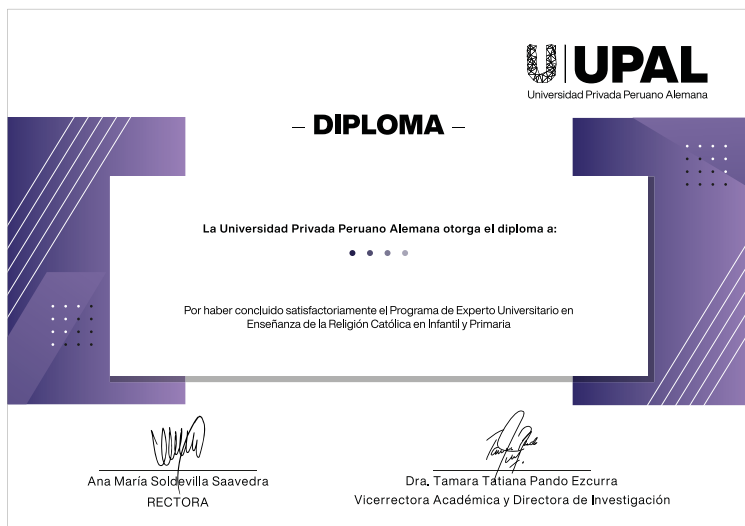 UPAL
Universidad Privada Peruano Alemana
– DIPLOMA –
La Universidad Privada Peruano Alemana otorga el diploma a:
Por haber concluido satisfactoriamente el Programa de Experto Universitario en
Enseñanza de la Religión Católica en Infantil y Primaria
Ana María Soldevilla Saavedra
RECTORA
Dra. Tamara Tatiana Pando Ezcurra
Vicerrectora Académica y Directora de Investigación